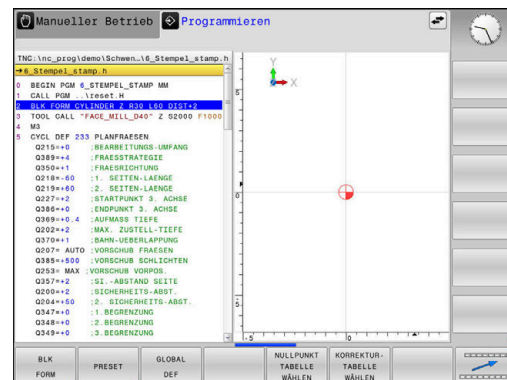 Manueller Betrieb
Programmieren
TNC:\nc_prog\demo\Schwen...\6_Stempel_stamp.h
→6_Stempel_stamp.h
0 BEGIN PGM 6_STEMPEL_STAMP MM
1 CALL PGM ..\reset.H
2 BLK FORM CYLINDER Z R30 L60 DIST+2
3 TOOL CALL "FACE_MILL_D40" Z S2000 F1000
4 M3
5 CYCL DEF 233 PLANFRAESEN
Q215=+0 ;BEARBEITUNGS-UMFANG
Q389=+4 ;FRAESSTRATEGIE
Q350=+1 ;FRAESRICHTUNG
Q218=-60 ;1. SEITEN-LAENGE
Q219=+60 ;2. SEITEN-LAENGE
Q227=+2 ;STARTPUNKT 3. ACHSE
Q386=+0 ;ENDPUNKT 3. ACHSE
Q369=+0.4 ;AUFMASS TIEFE
Q202=+2 ;MAX. ZUSTELL-TIEFE
Q370=+1 ;BAHN-UEBERLAPPUNG
Q207= AUTO ;VORSCHUB FRAESEN
Q385=+500 ;VORSCHUB SCHLICHTEN
Q253= MAX ;VORSCHUB VORPOS.
Q357=+2 ;SI.-ABSTAND SEITE
Q200=+2 ;SICHERHEITS-ABST.
Q204=+50 ;2. SICHERHEITS-ABST.
Q347=+0 ;1.BEGRENZUNG
Q348=+0 ;2.BEGRENZUNG
Q349=+0 ;3.BEGRENZUNG
Y
X
5
0
5
-5
0
BLK FORM
PRESET
GLOBAL DEF
NULLPUNKT TABELLE WÄHLEN
KORREKTUR- TABELLE WÄHLEN